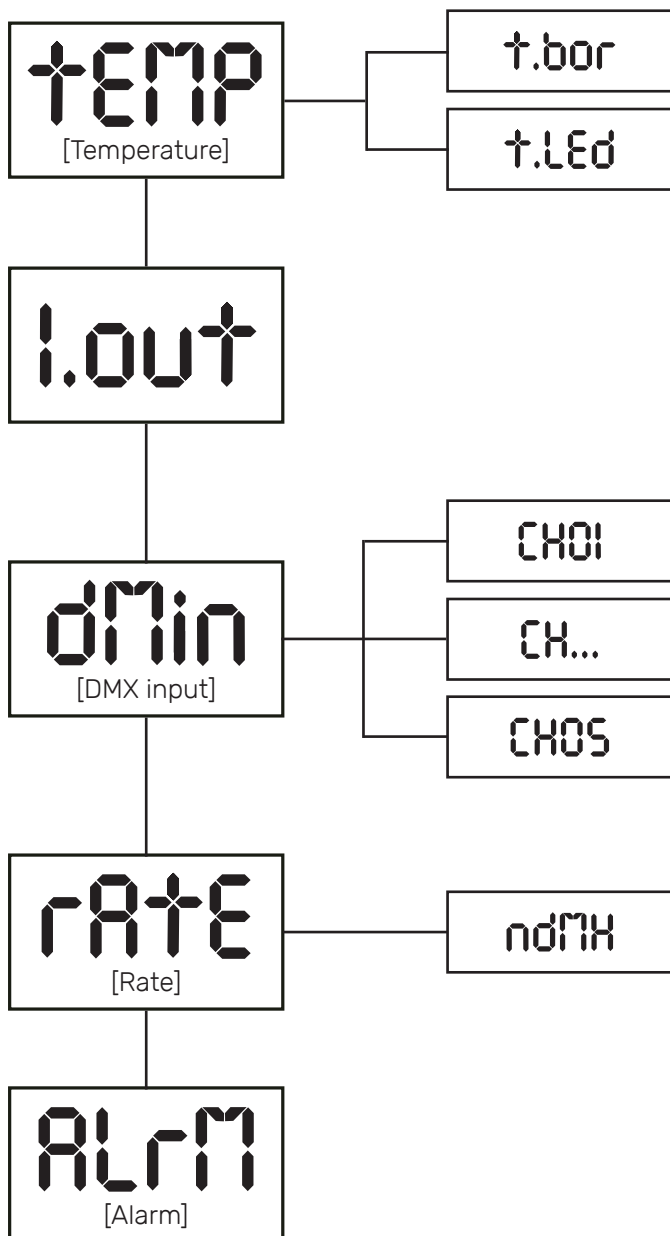 tEMP
[Temperature]
t.bor
t.LEd
I.out
dMin
[DMX input]
CH01
CH...
CH05
rAtE
[Rate]
ndMX
ALrM
[Alarm]